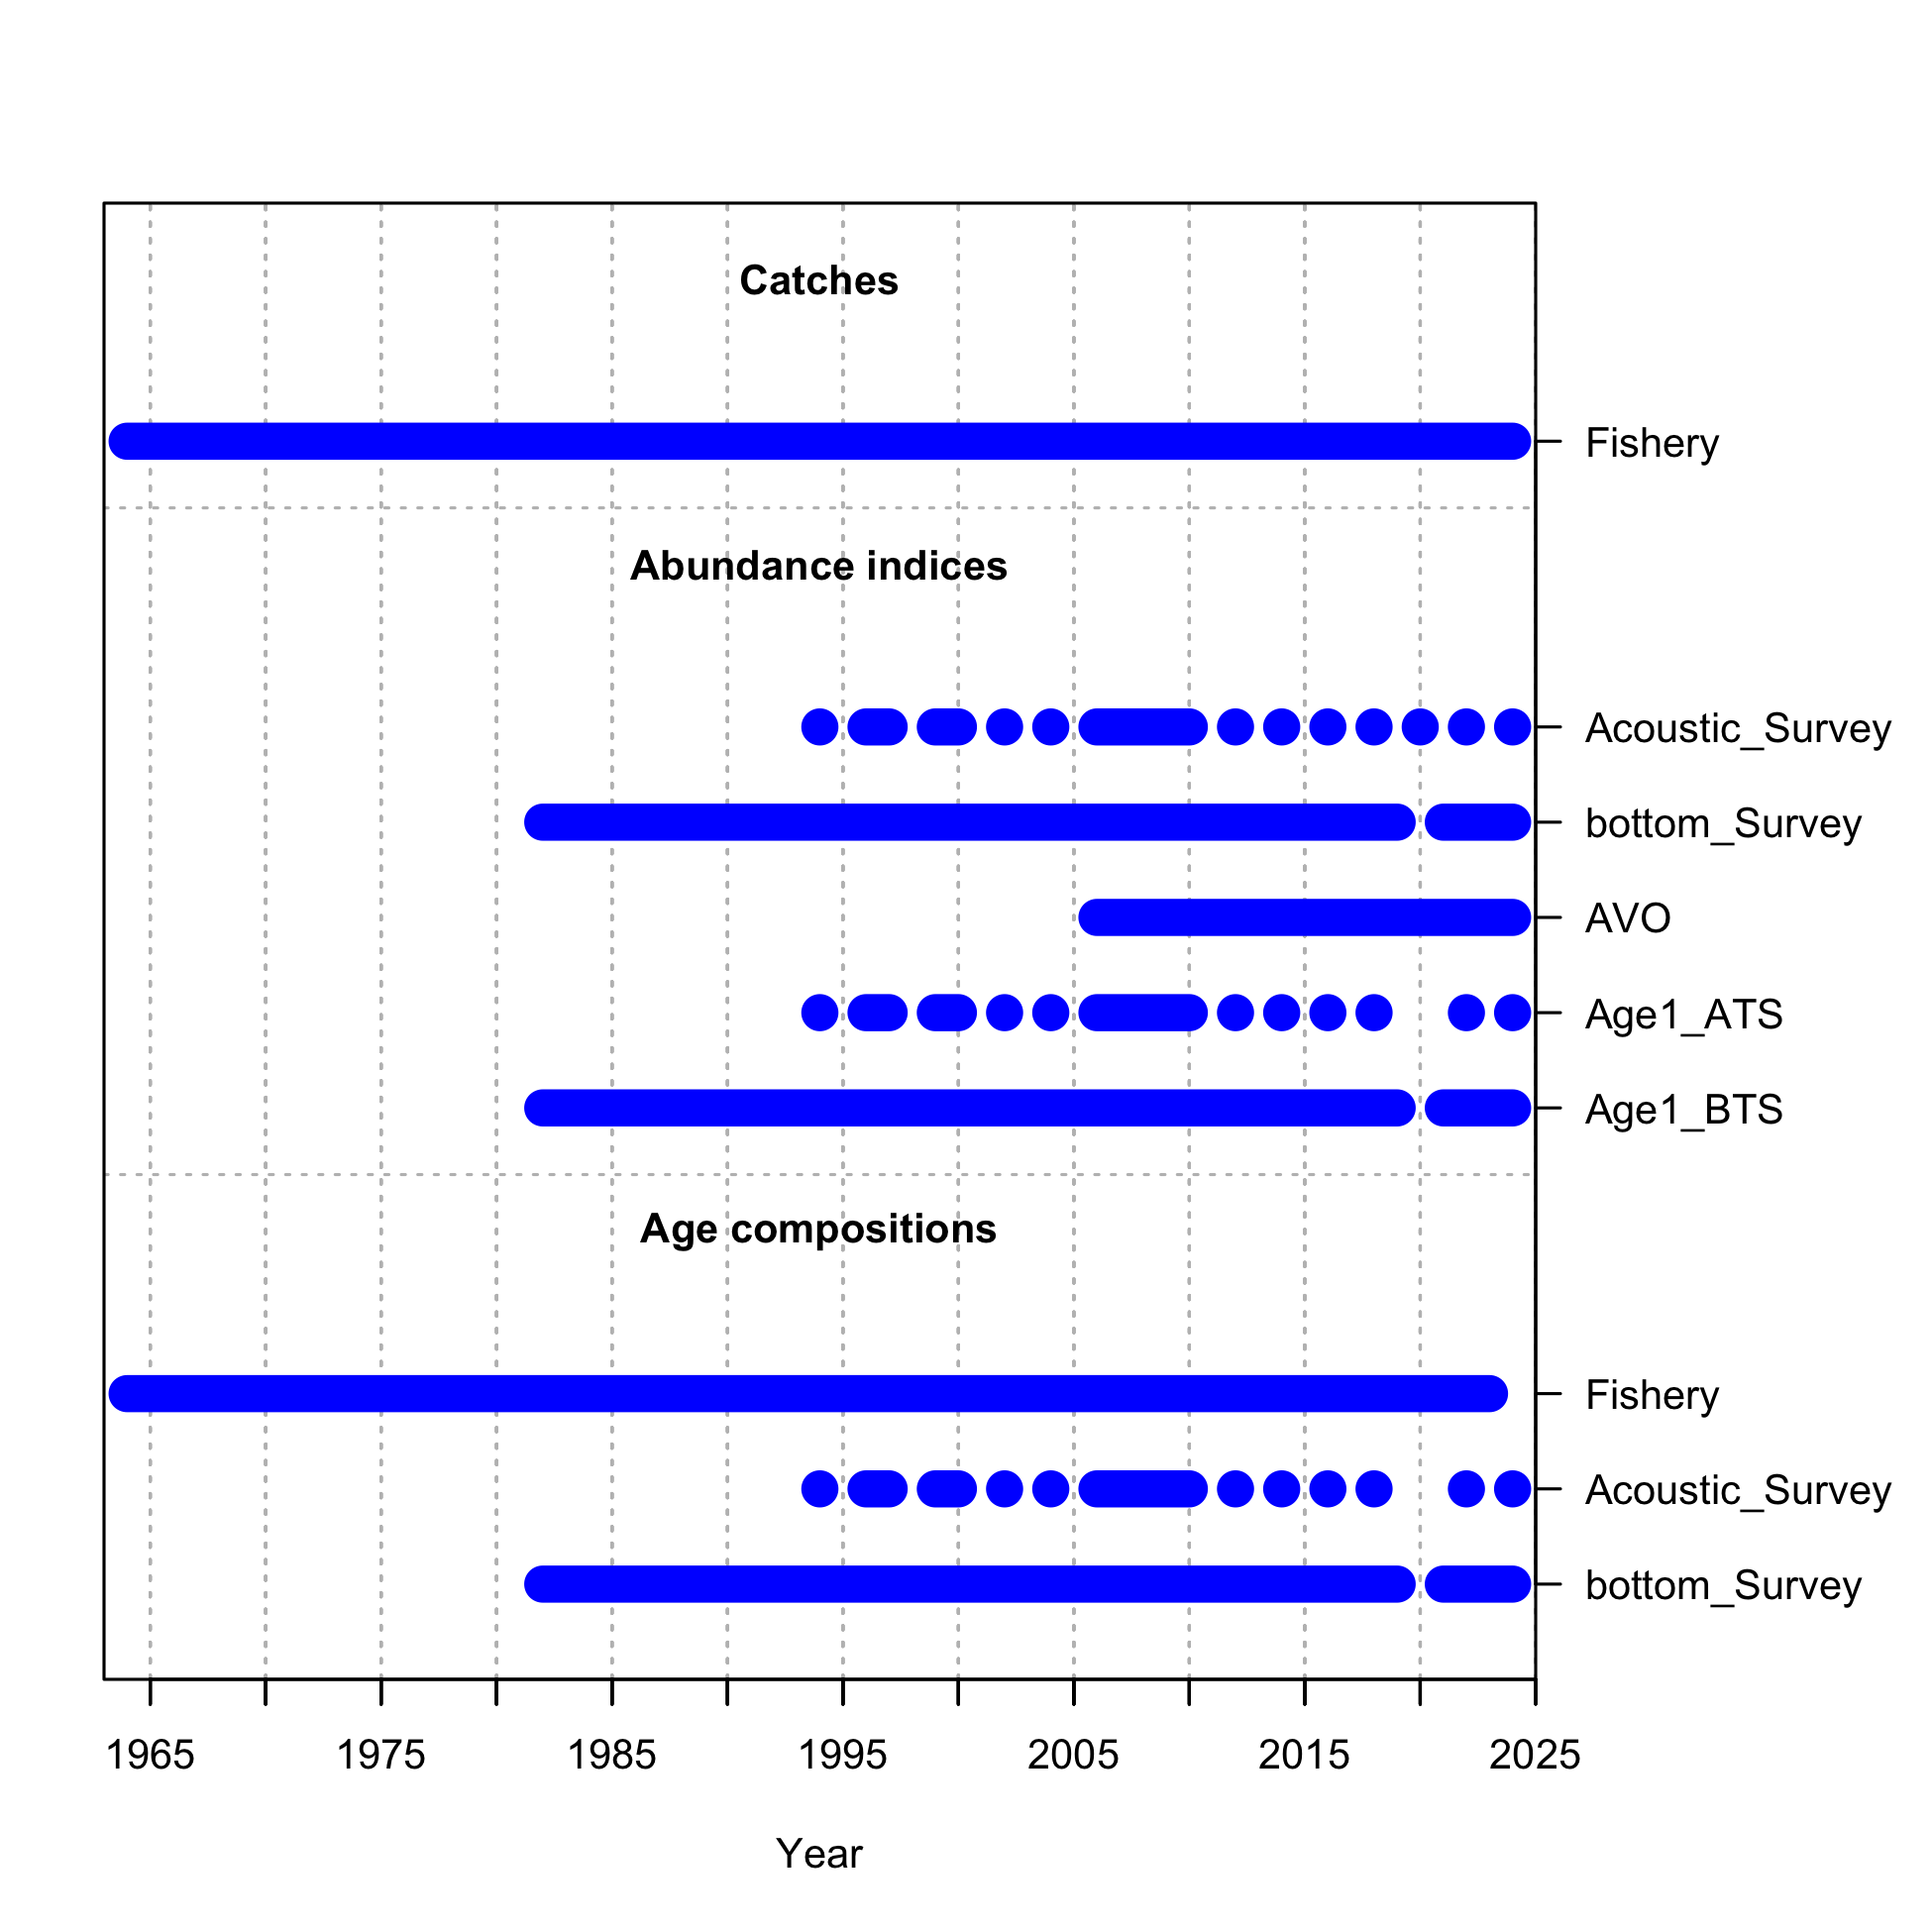 Catches
Fishery
Abundance indices
Acoustic_Survey
bottom_Survey
AVO
Age1_ATS
Age1_BTS
Age compositions
Fishery
Acoustic_Survey
bottom_Survey
1965 1975 1985 1995 2005 2015 2025
Year